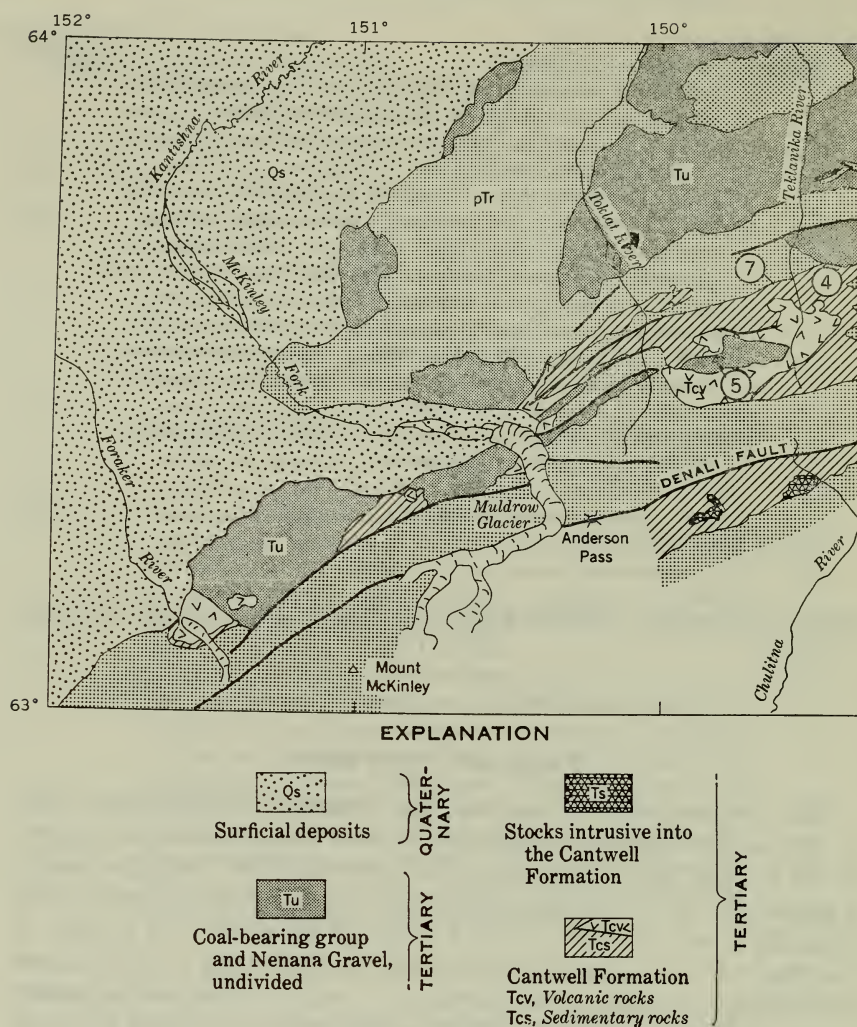 152°
151°
150°
64°
River
Kantishna
Qs
McKinley
Fork
pTr
Tu
Toklat River
Teklanika River
7
4
Tcv
5
Foraker
River
Tu
Muldrow
Glacier
DENALI FAULT
Anderson
Pass
River
Chulitna
Mount
McKinley
63°
EXPLANATION
Qs
Surficial deposits
QUATER-
NARY
Tu
Coal-bearing group
and Nenana Gravel,
undivided
TERTIARY
Ts
Stocks intrusive into
the Cantwell
Formation
Tcv
Tcs
Cantwell Formation
Tcv, Volcanic rocks
Tcs, Sedimentary rocks
TERTIARY